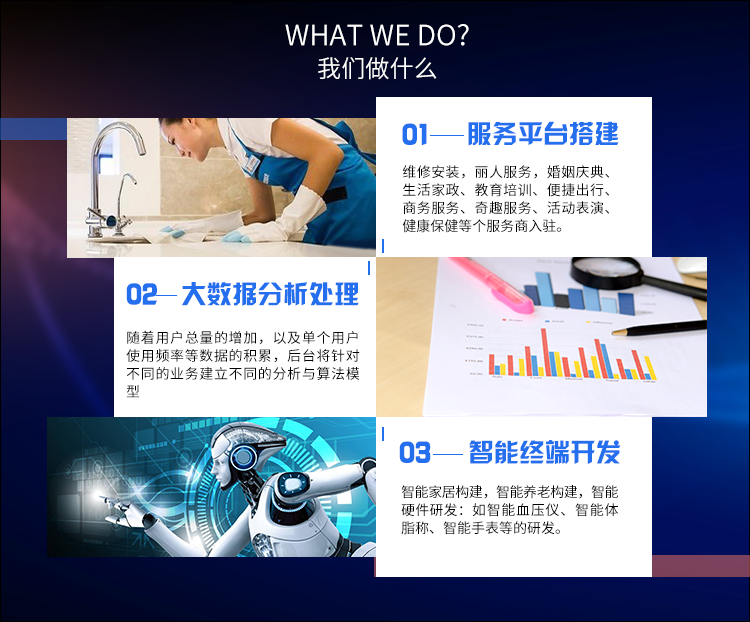 WHAT WE DO?
我们做什么
01 — 服务平台搭建
维修安装，丽人服务，婚姻庆典、
生活家政、教育培训、便捷出行、
商务服务、奇趣服务、活动表演、
健康保健等个服务商入驻。
02 — 大数据分析处理
随着用户总量的增加，以及单个用户
使用频率等数据的积累，后台将针对
不同的业务建立不同的分析与算法模
型
03 — 智能终端开发
智能家居构建，智能养老构建，智能
硬件研发：如智能血压仪、智能体
脂称、智能手表等的研发。